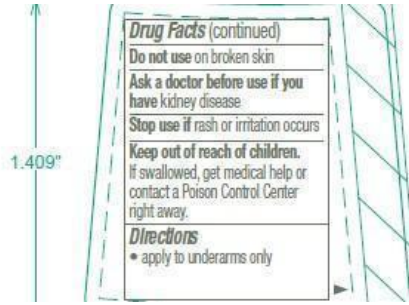 Drug Facts (continued)
Do not use on broken skin
Ask a doctor before use if you
have kidney disease
Stop use if rash or irritation occurs
Keep out of reach of children.
If swallowed, get medical help or
contact a Poison Control Center
right away.
Directions
• apply to underarms only
1.409"